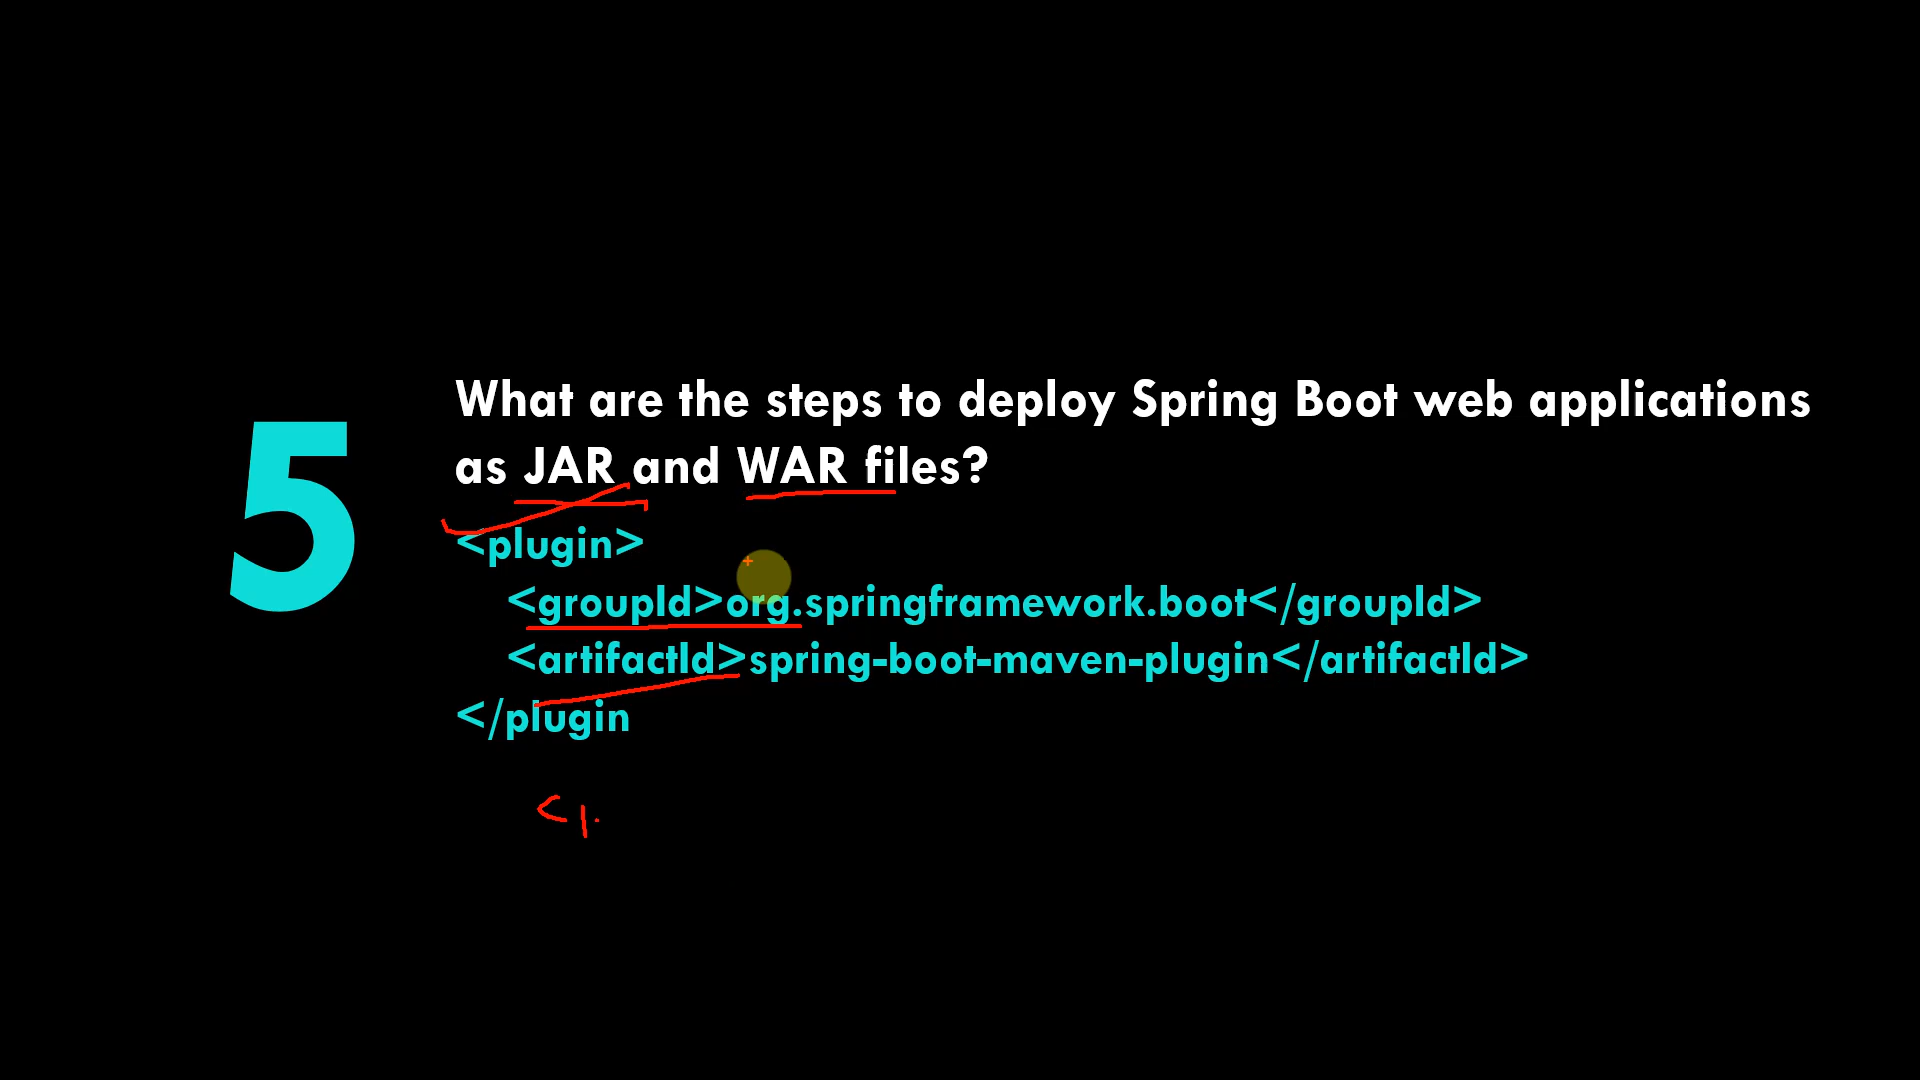 5
What are the steps to deploy Spring Boot web applications
as JAR and WAR files?
<plugin>
<groupId>org.springframework.boot</groupId>
<artifactId>spring-boot-maven-plugin</artifactId>
</plugin